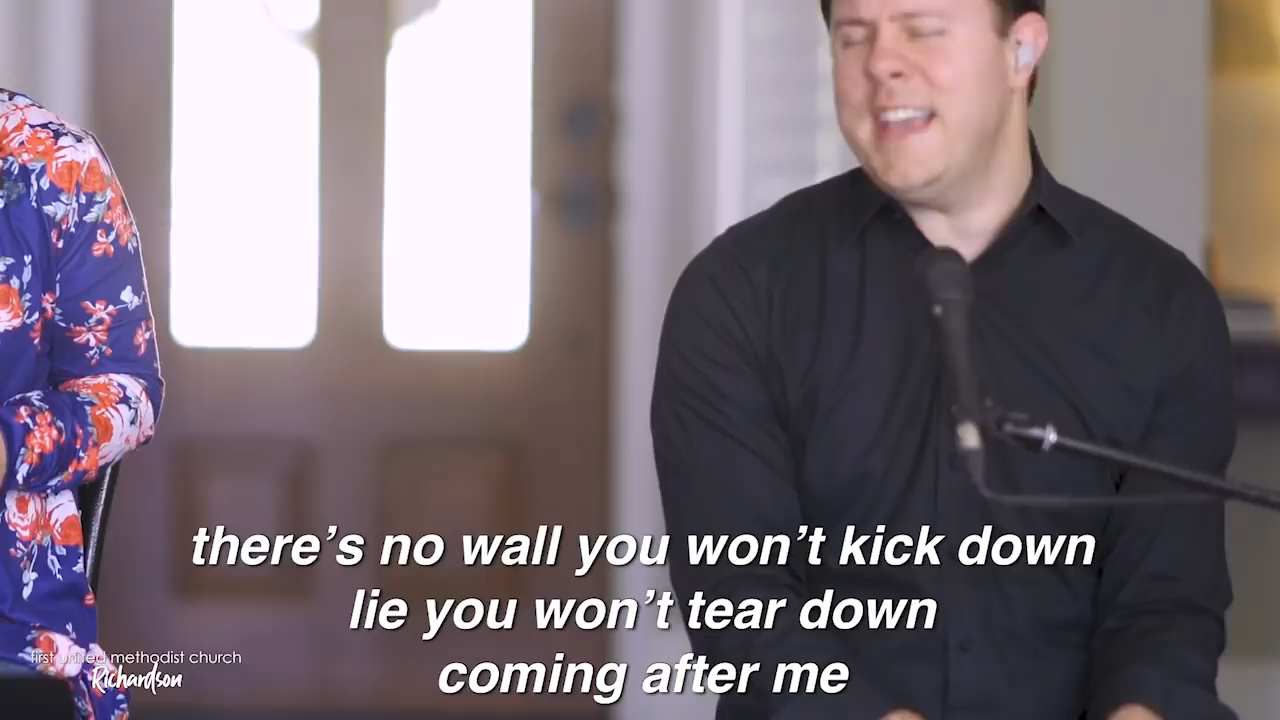 there's no wall you won't kick down
lie you won't tear down
coming after me
first united methodist church
Richardson